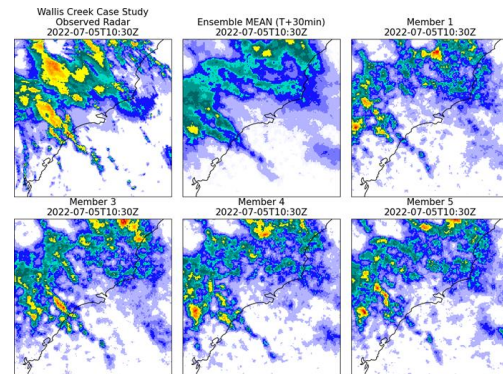 Wallis Creek Case Study
Observed Radar
2022-07-05T10:30Z
Ensemble MEAN (T+30min)
2022-07-05T10:30Z
Member 1
2022-07-05T10:30Z
Member 3
2022-07-05T10:30Z
Member 4
2022-07-05T10:30Z
Member 5
2022-07-05T10:30Z